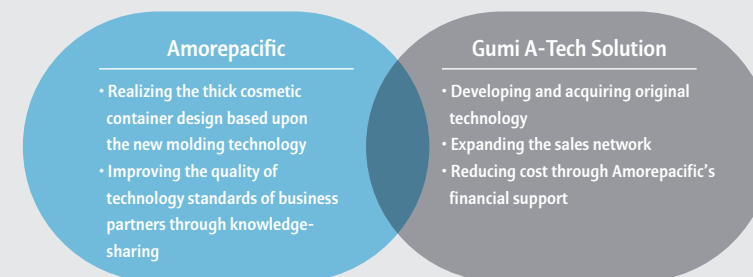 Amorepacific
• Realizing the thick cosmetic
container design based upon
the new molding technology
• Improving the quality of
technology standards of business
partners through knowledge-
sharing
Gumi A-Tech Solution
• Developing and acquiring original
technology
• Expanding the sales network
• Reducing cost through Amorepacific's
financial support